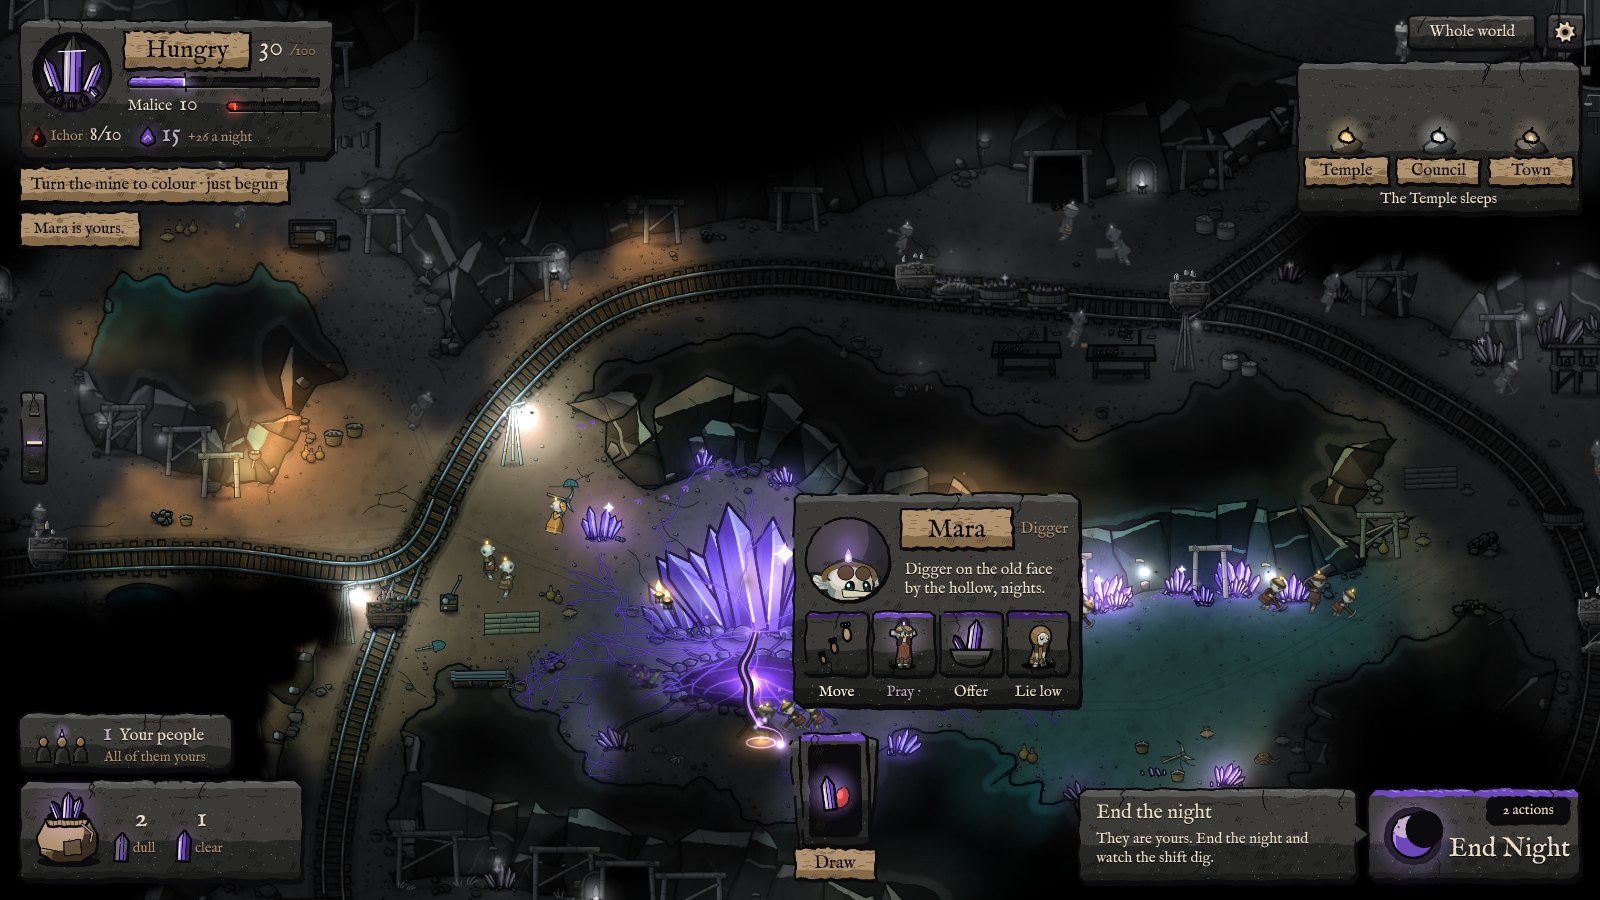 Hungry
30 /100
Malice 10
Ichor 8/10
15 +26 a night
Turn the mine to colour · just begun
Mara is yours.
Whole world
Temple
Council
Town
The Temple sleeps
Mara
Digger
Digger on the old face
by the hollow, nights.
Move
Pray ·
Offer
Lie low
1 Your people
All of them yours
2 dull
1 clear
Draw
End the night
They are yours. End the night and
watch the shift dig.
2 actions
End Night